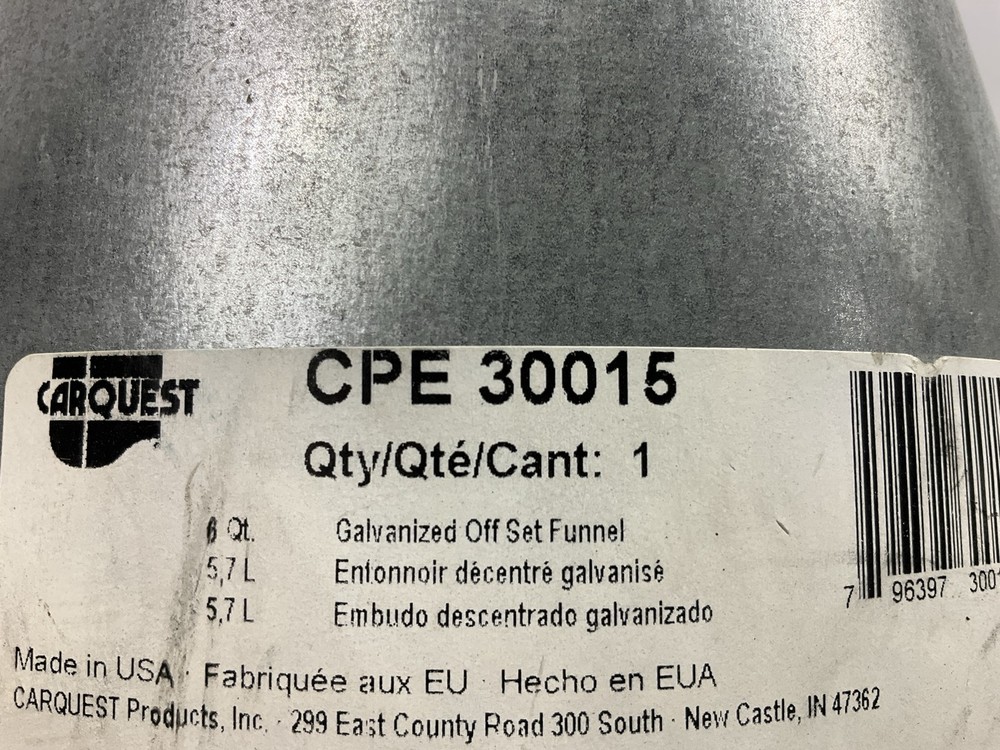 CARQUEST
CPE 30015
Qty/Qté/Cant: 1
6 Qt. Galvanized Off Set Funnel
5,7 L Entonnoir décentré galvanisé
5,7 L Embudo descentrado galvanizado
7 96397 3001
Made in USA · Fabriquée aux EU · Hecho en EUA
CARQUEST Products, Inc. · 299 East County Road 300 South · New Castle, IN 47362